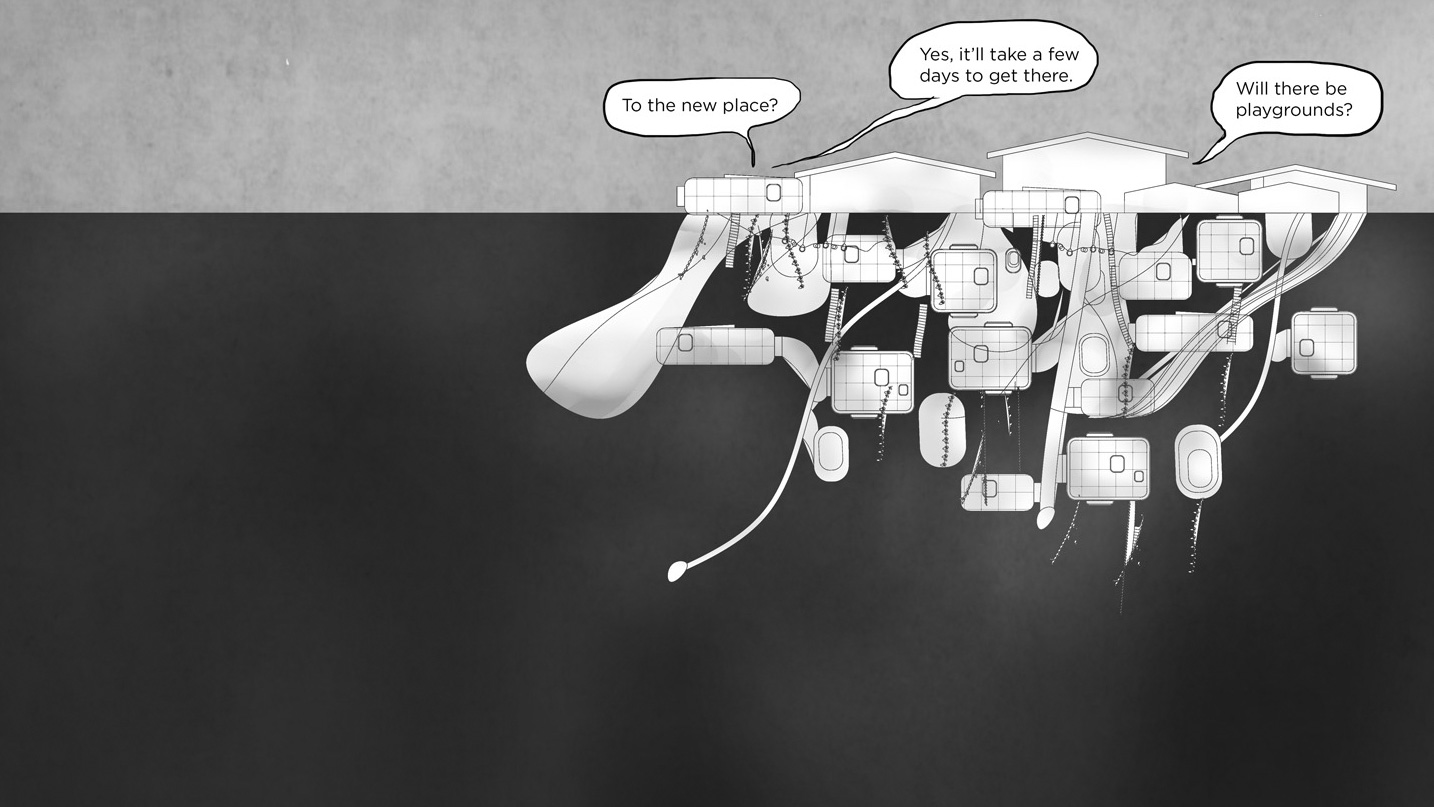 To the new place?
Yes, it’ll take a few
days to get there.
Will there be
playgrounds?